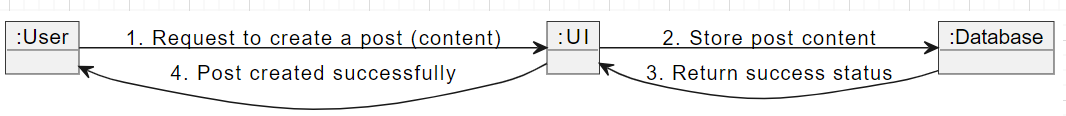 :User
1. Request to create a post (content)
:UI
2. Store post content
:Database
4. Post created successfully
3. Return success status